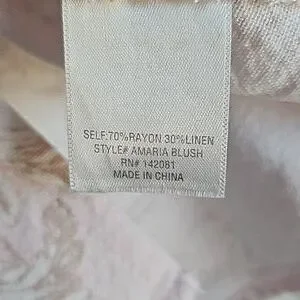 SELF:70%RAYON 30%LINEN
STYLE# AMARIA BLUSH
RN# 142081
MADE IN CHINA